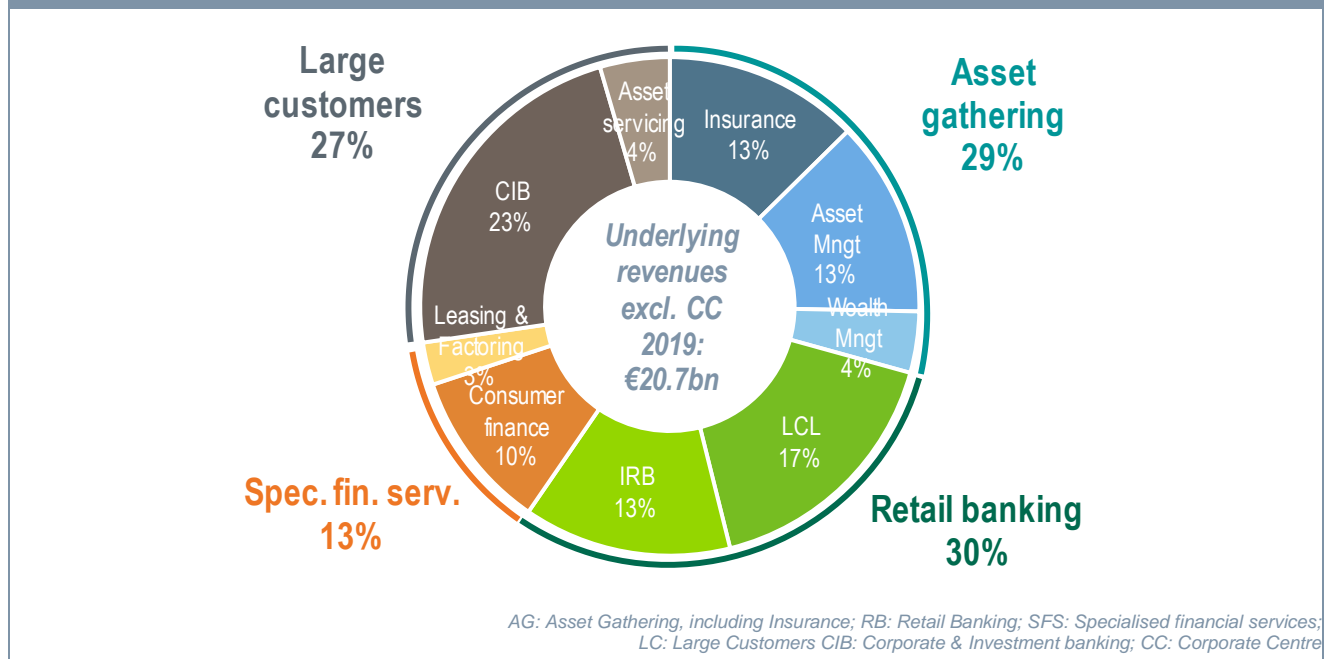 Large
customers
27%
Asset
gathering
29%
Asset
servicing
4%
Insurance
13%
CIB
23%
Asset
Mngt
13%
Underlying
revenues
excl. CC
2019:
€20.7bn
Wealth
Mngt
4%
Leasing &
Factoring
3%
Consumer
finance
10%
LCL
17%
IRB
13%
Spec. fin. serv.
13%
Retail banking
30%
AG: Asset Gathering, including Insurance; RB: Retail Banking; SFS: Specialised financial services;
LC: Large Customers CIB: Corporate & Investment banking; CC: Corporate Centre